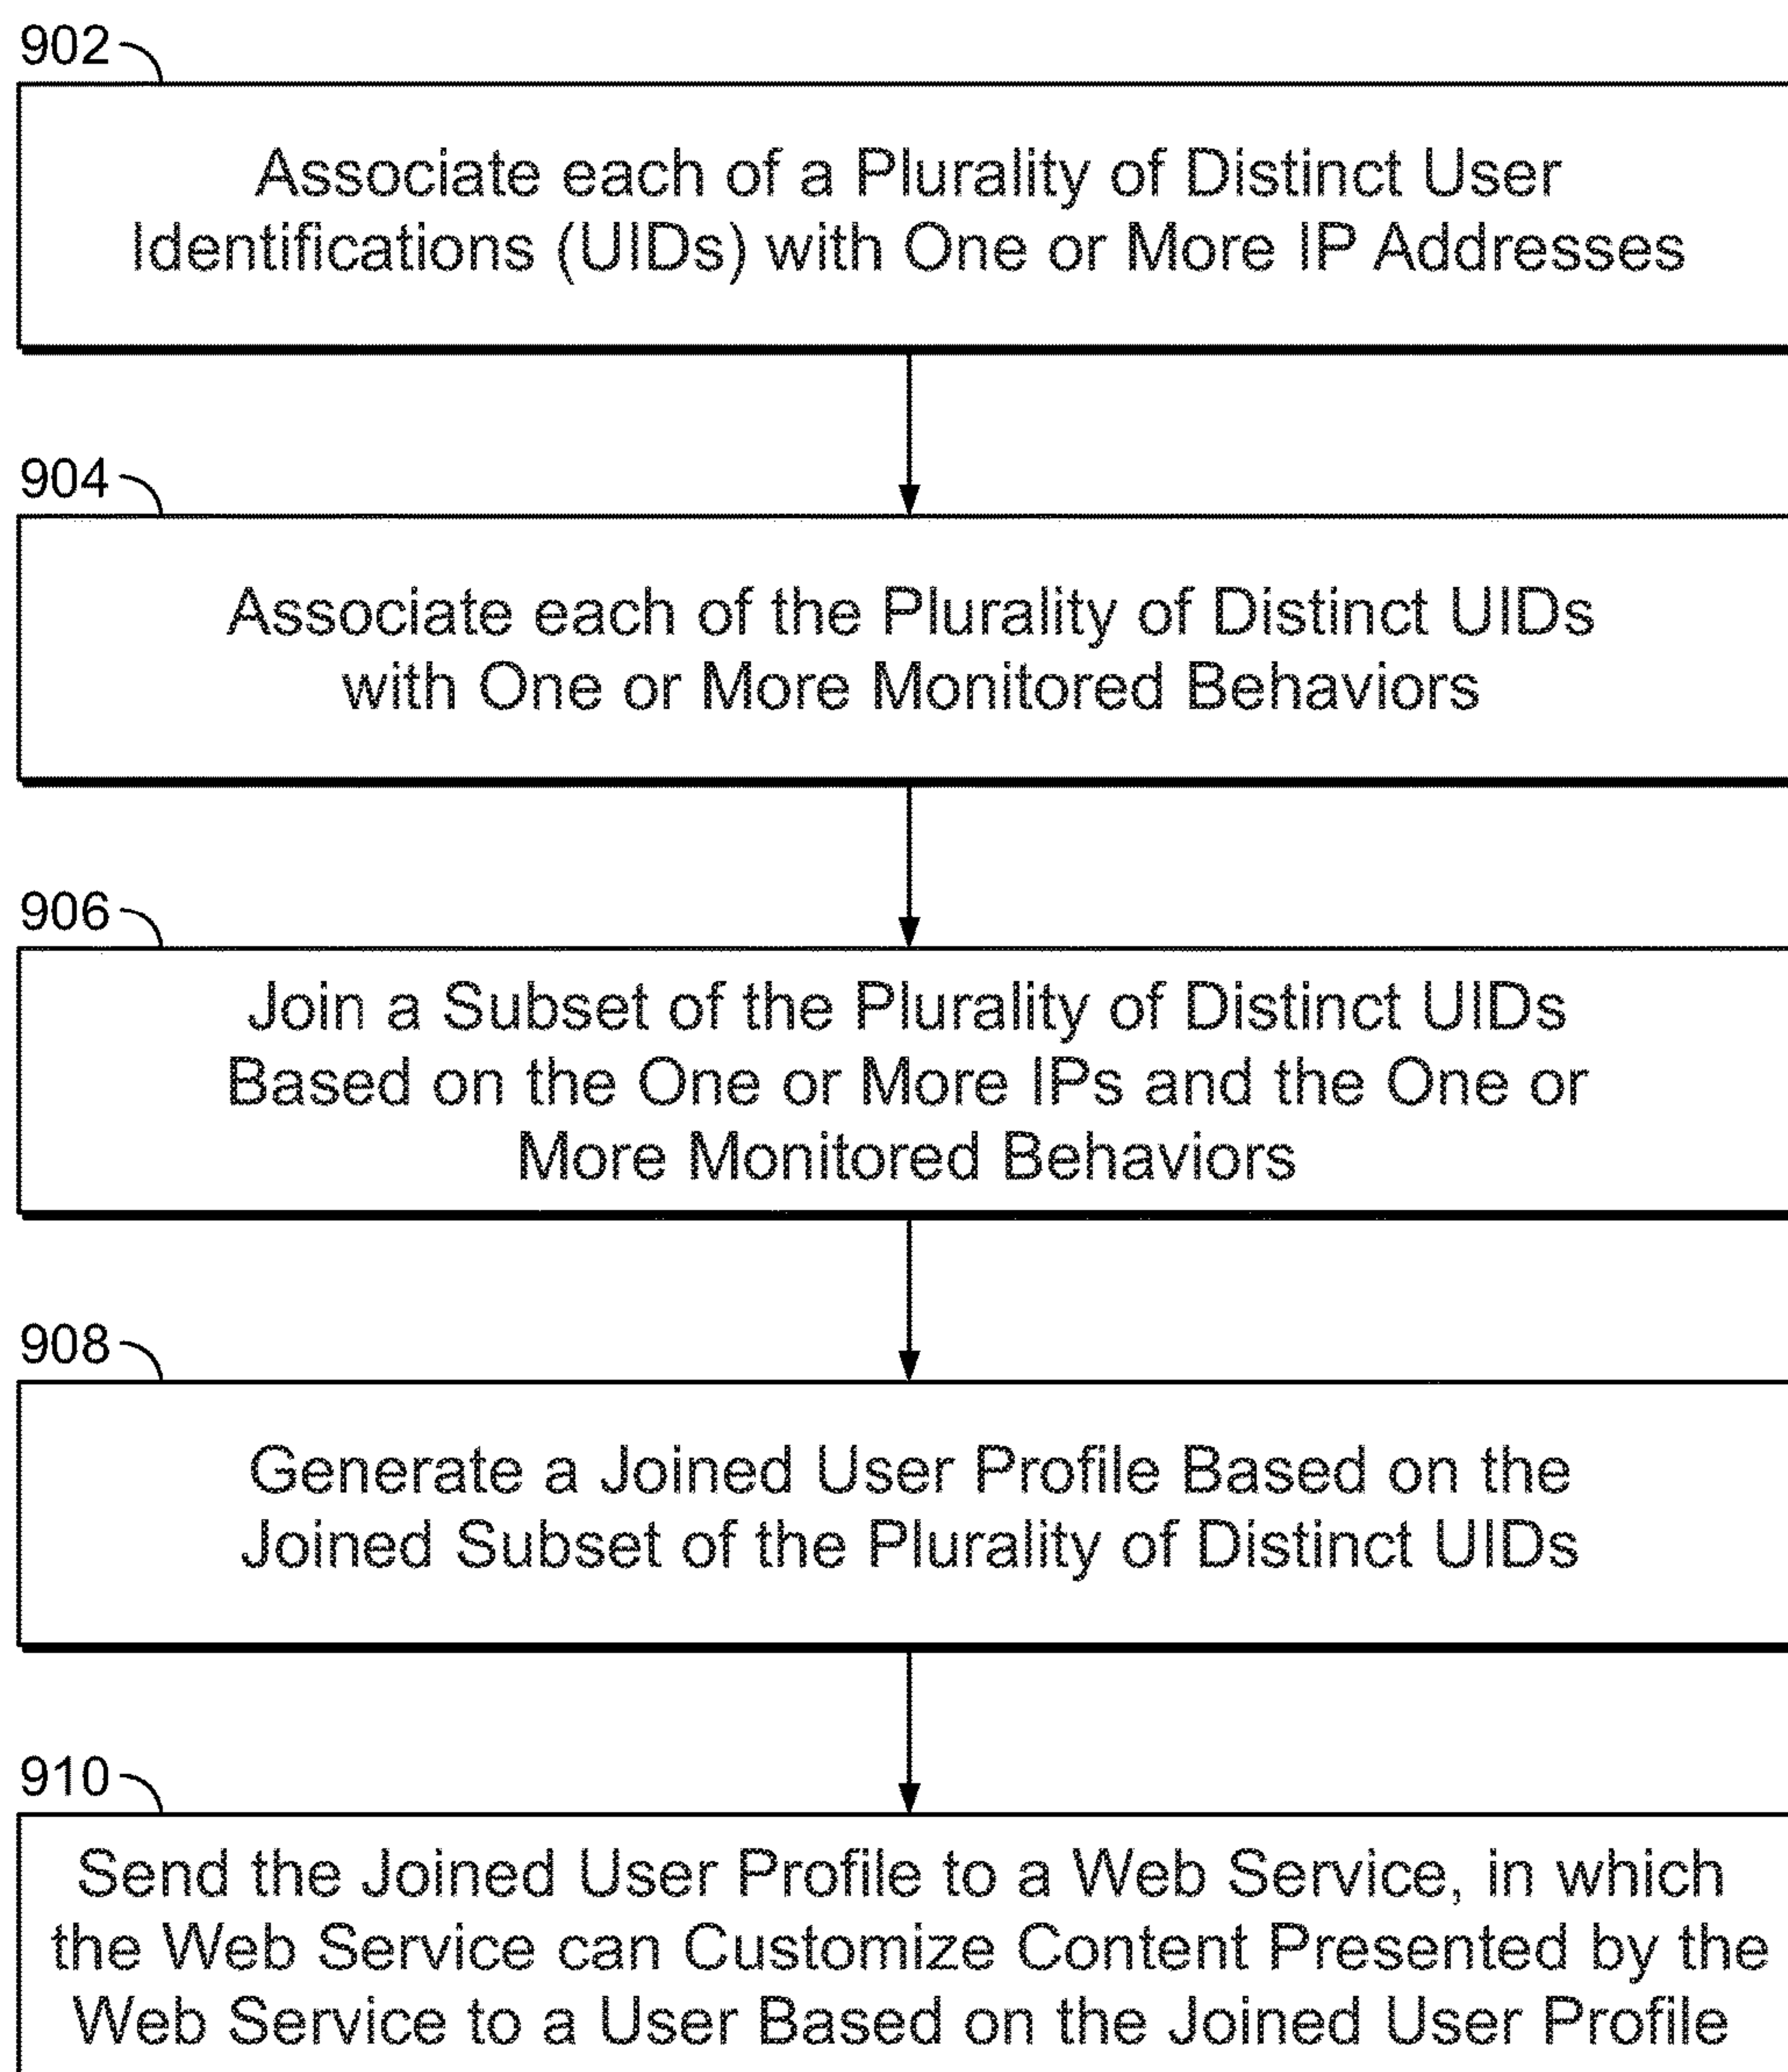 902
Associate each of a Plurality of Distinct User
Identifications (UIDs) with One or More IP Addresses
904
Associate each of the Plurality of Distinct UIDs
with One or More Monitored Behaviors
906
Join a Subset of the Plurality of Distinct UIDs
Based on the One or More IPs and the One or
More Monitored Behaviors
908
Generate a Joined User Profile Based on the
Joined Subset of the Plurality of Distinct UIDs
910
Send the Joined User Profile to a Web Service, in which
the Web Service can Customize Content Presented by the
Web Service to a User Based on the Joined User Profile